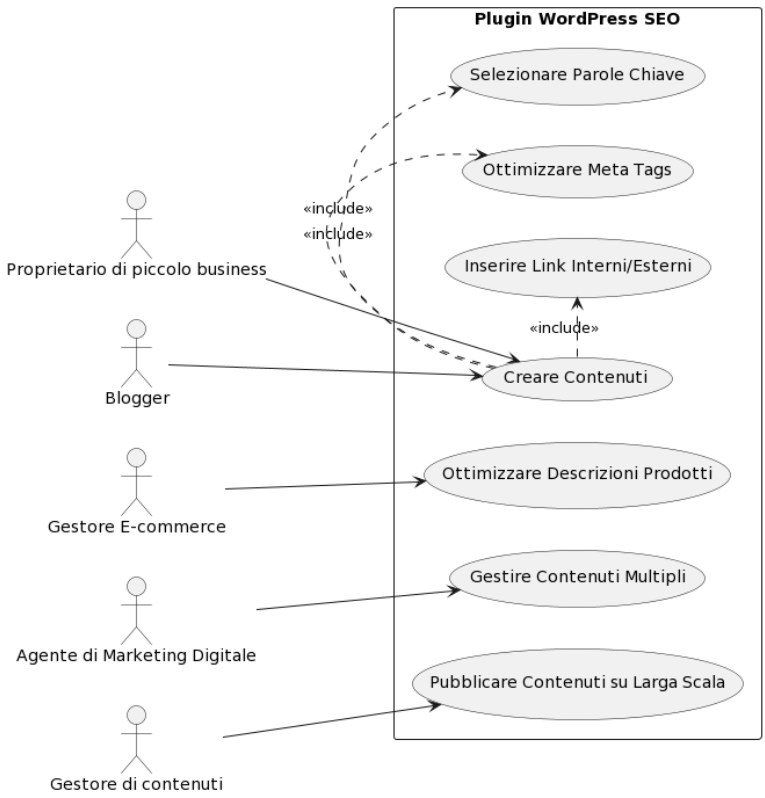 Plugin WordPress SEO
Selezionare Parole Chiave
Ottimizzare Meta Tags
«include»
«include»
Proprietario di piccolo business
Inserire Link Interni/Esterni
«include»
Creare Contenuti
Blogger
Ottimizzare Descrizioni Prodotti
Gestore E-commerce
Gestire Contenuti Multipli
Agente di Marketing Digitale
Pubblicare Contenuti su Larga Scala
Gestore di contenuti